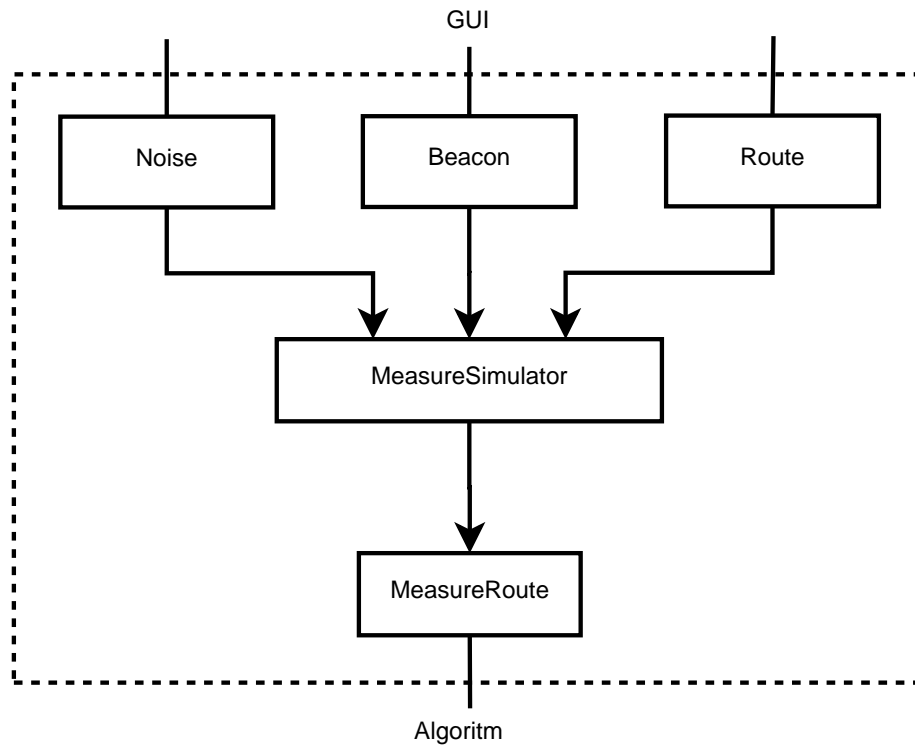 GUI
Noise
Beacon
Route
MeasureSimulator
MeasureRoute
Algoritm